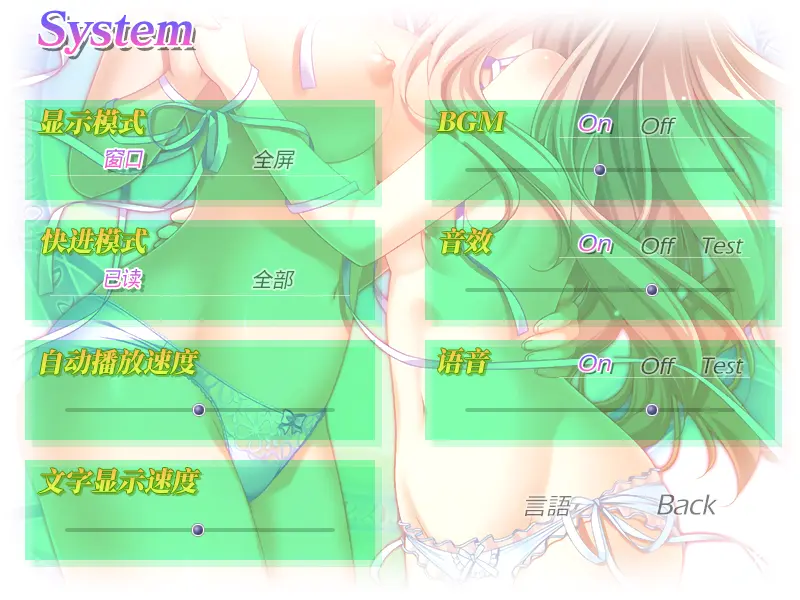 System
显示模式
窗口 全屏
快进模式
已读 全部
自动播放速度
文字显示速度
BGM
On Off
音效
On Off Test
语音
On Off Test
言語 Back